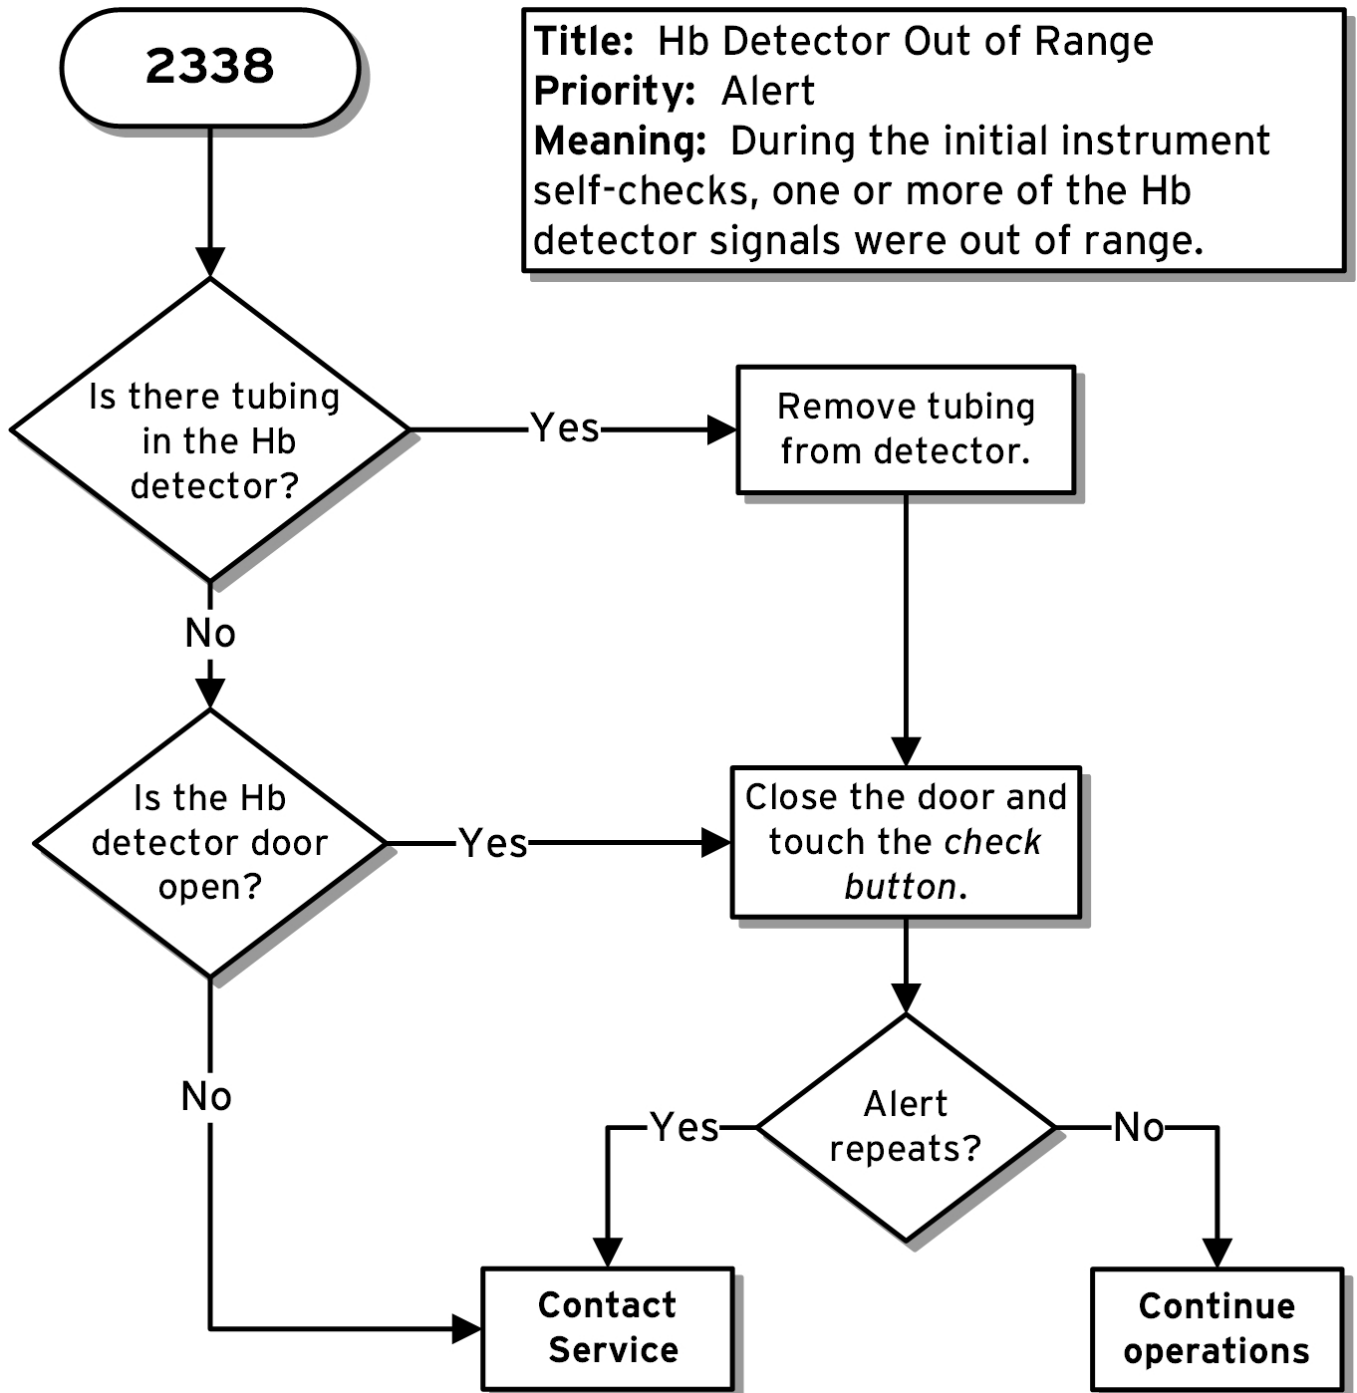 2338
Title: Hb Detector Out of Range
Priority: Alert
Meaning: During the initial instrument
self-checks, one or more of the Hb
detector signals were out of range.
Is there tubing
in the Hb
detector?
Yes
Remove tubing
from detector.
No
Is the Hb
detector door
open?
Yes
Close the door and
touch the check
button.
No
Alert
repeats?
Yes
No
Contact
Service
Continue
operations